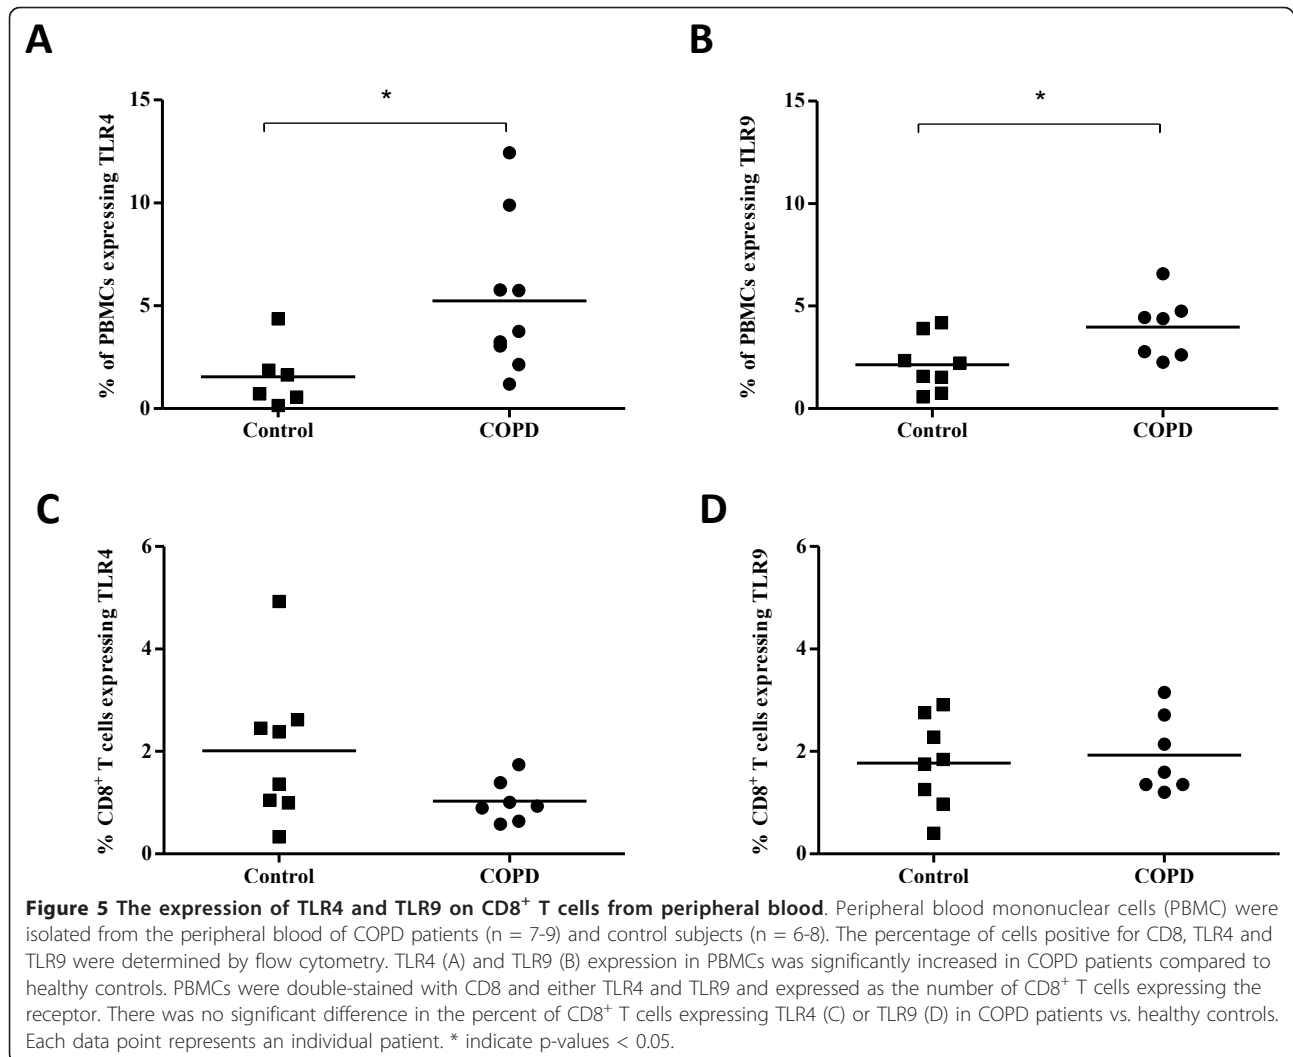 A
B
*
*
15
10
5
0
% of PBMCs expressing TLR4
Control
COPD
15
10
5
0
% of PBMCs expressing TLR9
Control
COPD
C
D
6
4
2
0
% CD8+ T cells expressing TLR4
Control
COPD
6
4
2
0
% CD8+ T cells expressing TLR9
Control
COPD
Figure 5 The expression of TLR4 and TLR9 on CD8+ T cells from peripheral blood. Peripheral blood mononuclear cells (PBMC) were
isolated from the peripheral blood of COPD patients (n = 7-9) and control subjects (n = 6-8). The percentage of cells positive for CD8, TLR4 and
TLR9 were determined by flow cytometry. TLR4 (A) and TLR9 (B) expression in PBMCs was significantly increased in COPD patients compared to
healthy controls. PBMCs were double-stained with CD8 and either TLR4 and TLR9 and expressed as the number of CD8+ T cells expressing the
receptor. There was no significant difference in the percent of CD8+ T cells expressing TLR4 (C) or TLR9 (D) in COPD patients vs. healthy controls.
Each data point represents an individual patient. * indicate p-values < 0.05.